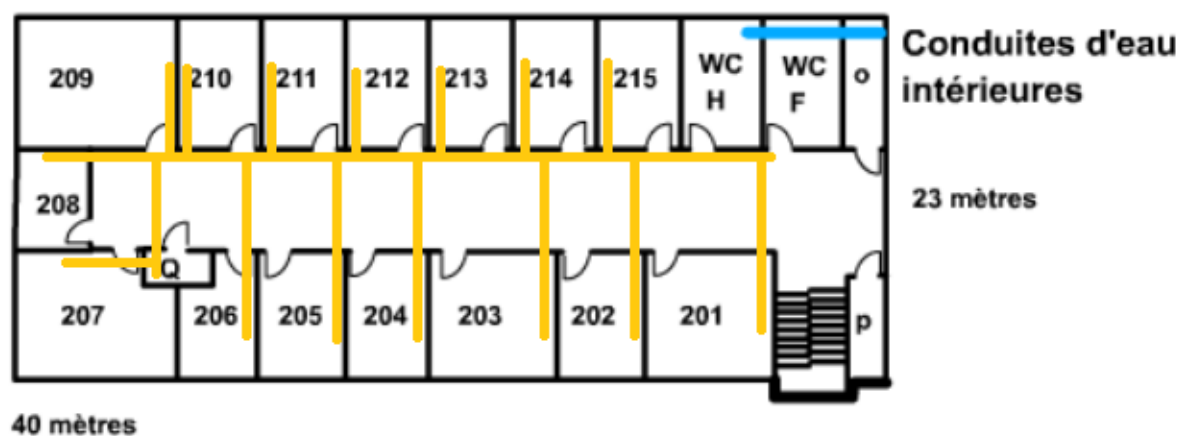 209 210 211 212 213 214 215 WC H WC F o
Conduites d'eau
intérieures
208
23 mètres
Q
207 206 205 204 203 202 201 p
40 mètres